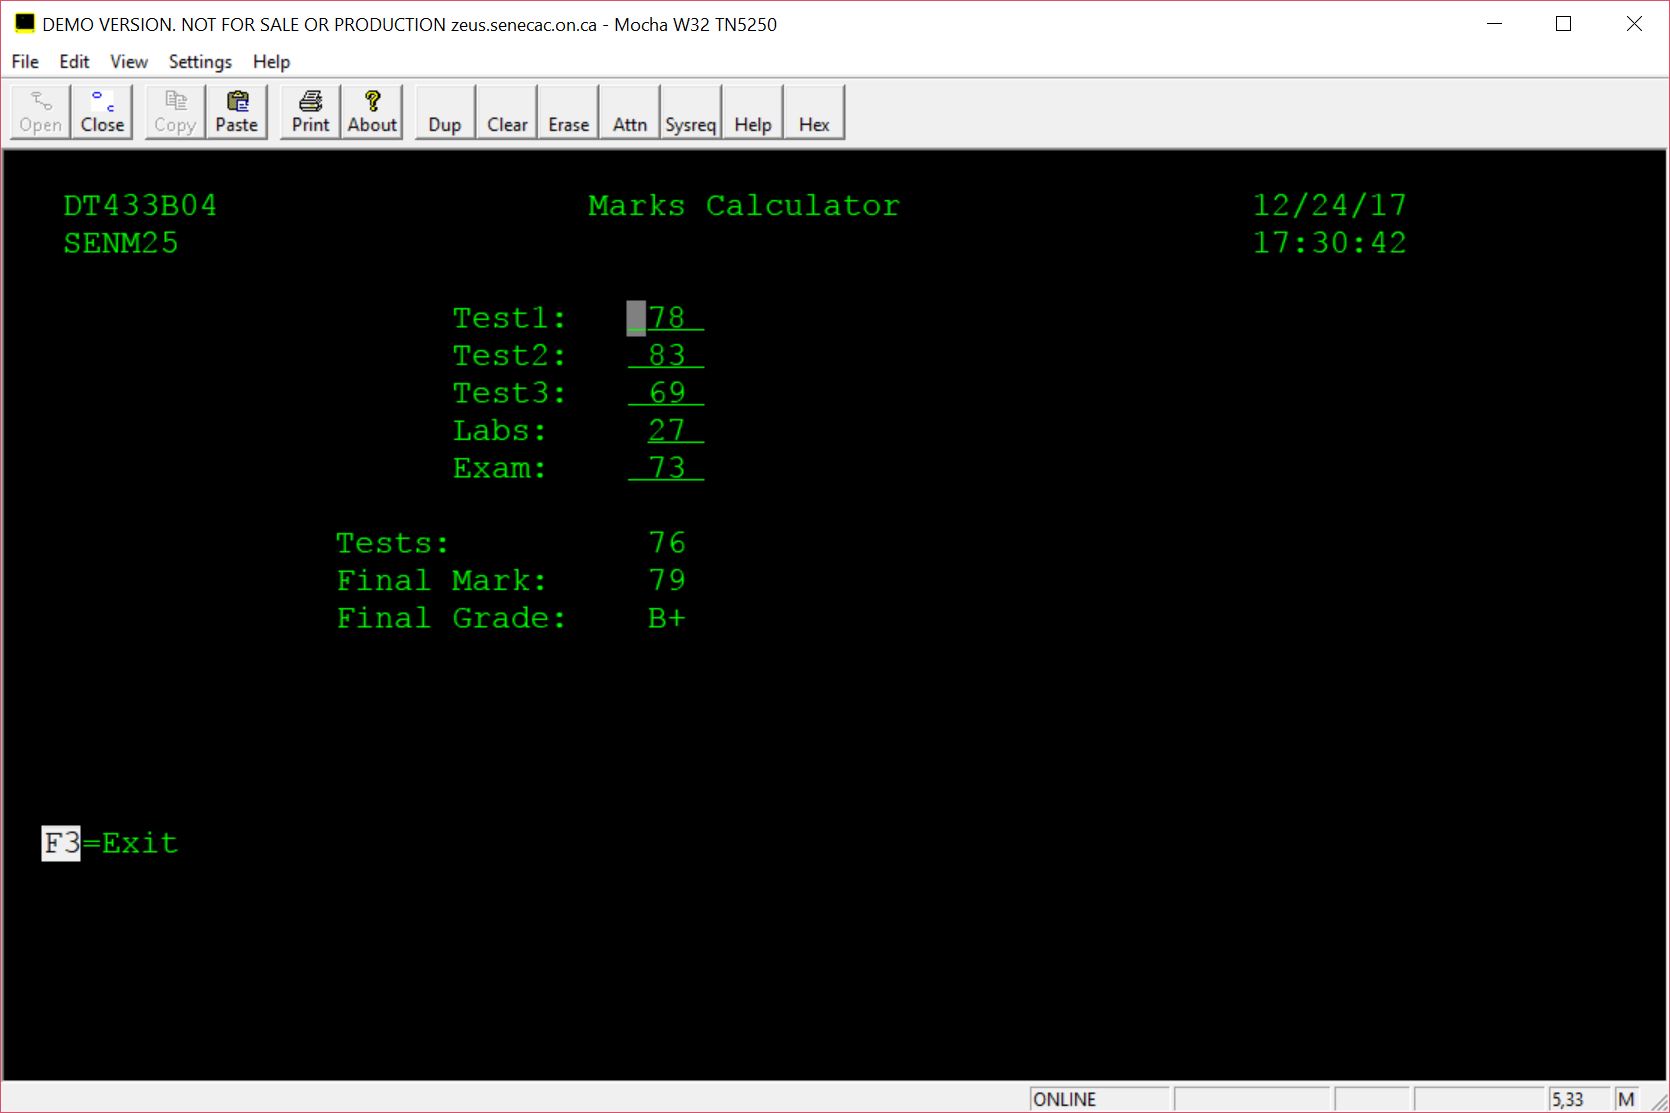 DEMO VERSION. NOT FOR SALE OR PRODUCTION zeus.senecac.on.ca - Mocha W32 TN5250
File Edit View Settings Help
Open Close Copy Paste Print About Dup Clear Erase Attn Sysreq Help Hex
DT433B04 Marks Calculator 12/24/17
SENM25 17:30:42
Test1: 78
Test2: 83
Test3: 69
Labs: 27
Exam: 73
Tests: 76
Final Mark: 79
Final Grade: B+
F3=Exit
ONLINE 5,33 M